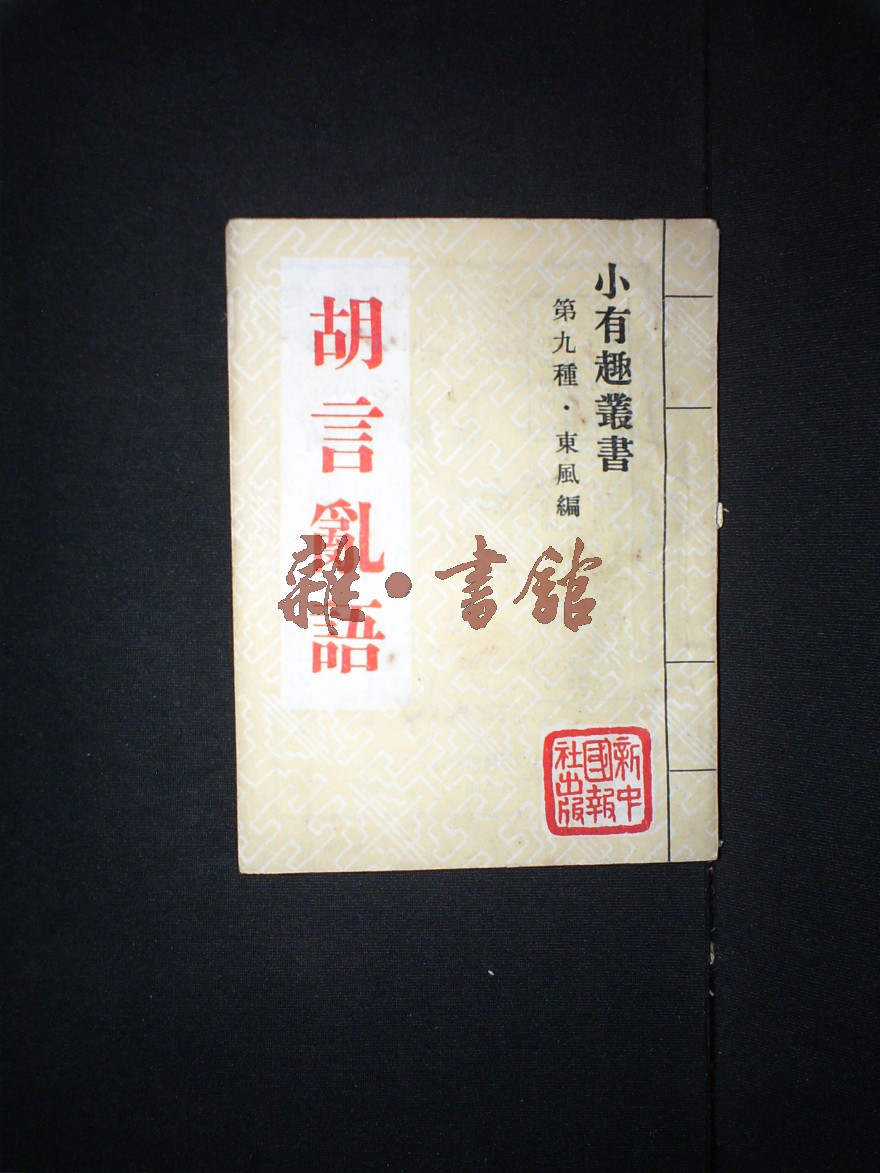 小有趣叢書
第九種·東風編
胡言亂語
雜·書館
新中
國報
社出版